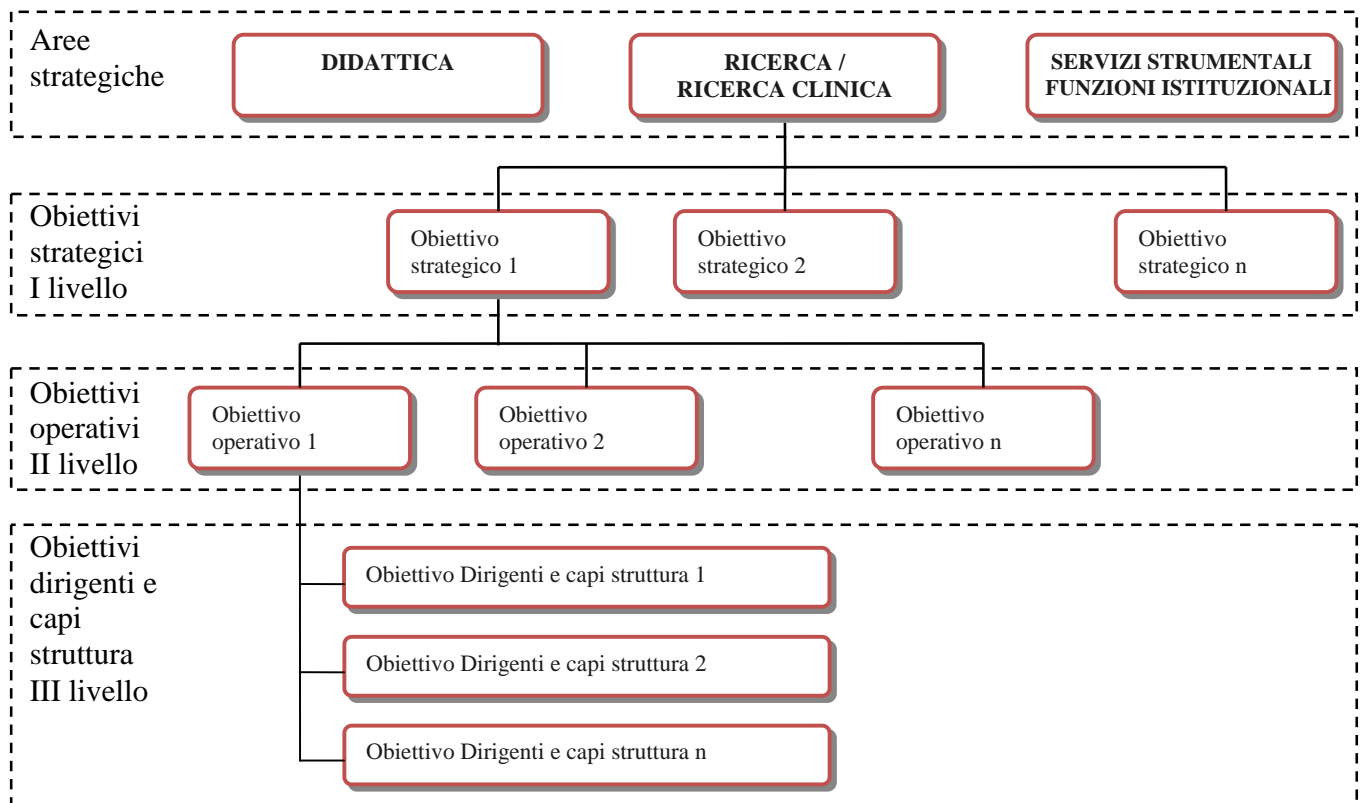 Aree
strategiche
DIDATTICA
RICERCA /
RICERCA CLINICA
SERVIZI STRUMENTALI
FUNZIONI ISTITUZIONALI
Obiettivi
strategici
I livello
Obiettivo
strategico 1
Obiettivo
strategico 2
Obiettivo
strategico n
Obiettivi
operativi
II livello
Obiettivo
operativo 1
Obiettivo
operativo 2
Obiettivo
operativo n
Obiettivi
dirigenti e
capi
struttura
III livello
Obiettivo Dirigenti e capi struttura 1
Obiettivo Dirigenti e capi struttura 2
Obiettivo Dirigenti e capi struttura n